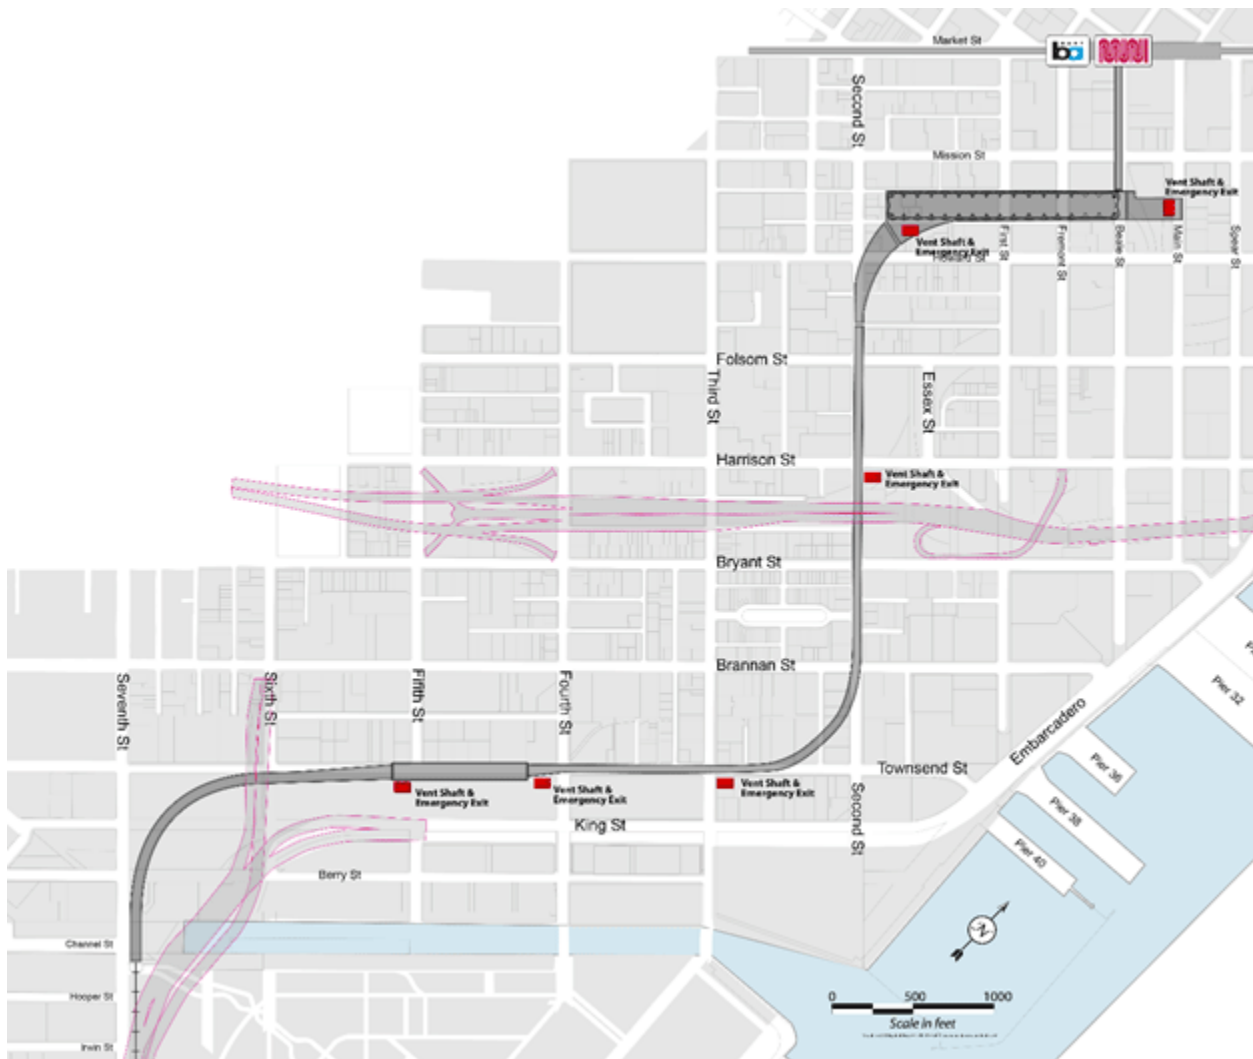 Market St
ba
MUNI
Second St
Mission St
Vent Shaft &
Emergency Exit
Vent Shaft &
Emergency Exit
Howard St
First St
Fremont St
Beale St
Main St
Spear St
Folsom St
Third St
Essex St
Harrison St
Vent Shaft &
Emergency Exit
Bryant St
Brannan St
Seventh St
Sixth St
Fifth St
Fourth St
Pier 32
Embarcadero
Pier 36
Townsend St
Vent Shaft &
Emergency Exit
Vent Shaft &
Emergency Exit
Vent Shaft &
Emergency Exit
King St
Second St
Pier 38
Pier 40
Berry St
N
Channel St
Hooper St
0 500 1000
Scale in feet
Irwin St